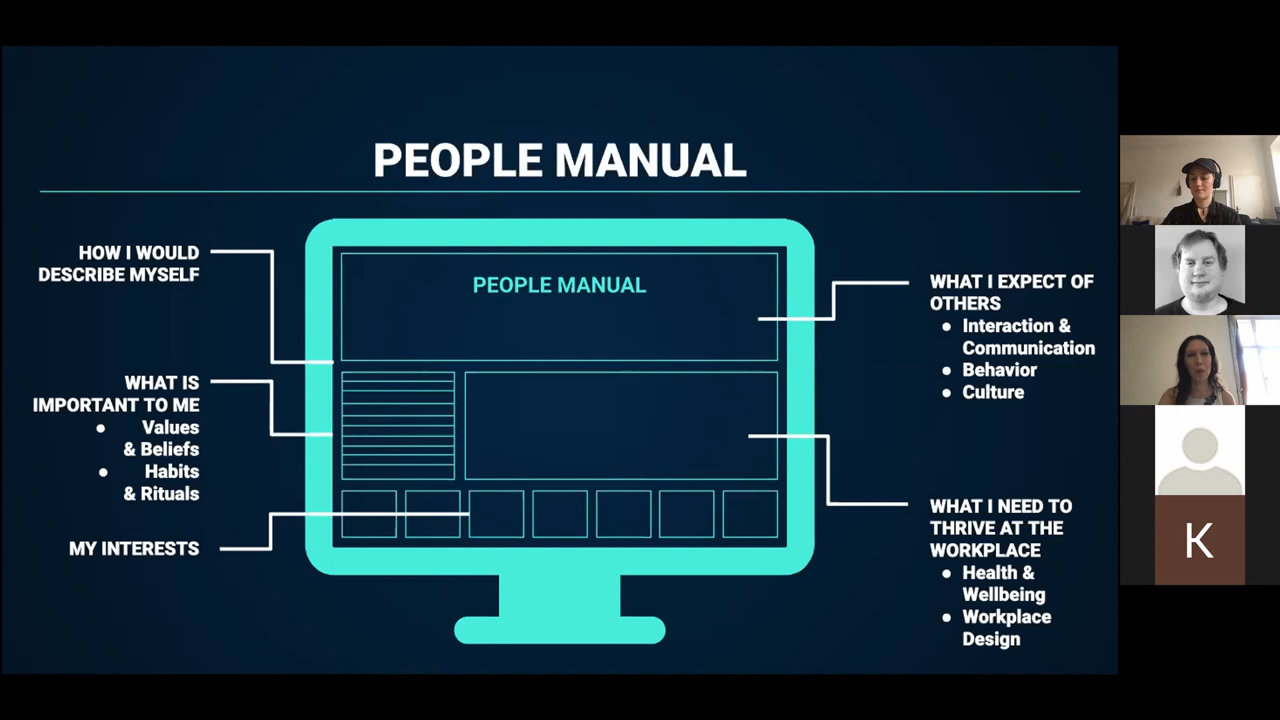 PEOPLE MANUAL
HOW I WOULD
DESCRIBE MYSELF
WHAT IS
IMPORTANT TO ME
● Values
& Beliefs
● Habits
& Rituals
MY INTERESTS
PEOPLE MANUAL
WHAT I EXPECT OF
OTHERS
● Interaction &
Communication
● Behavior
● Culture
WHAT I NEED TO
THRIVE AT THE
WORKPLACE
● Health &
Wellbeing
● Workplace
Design
K